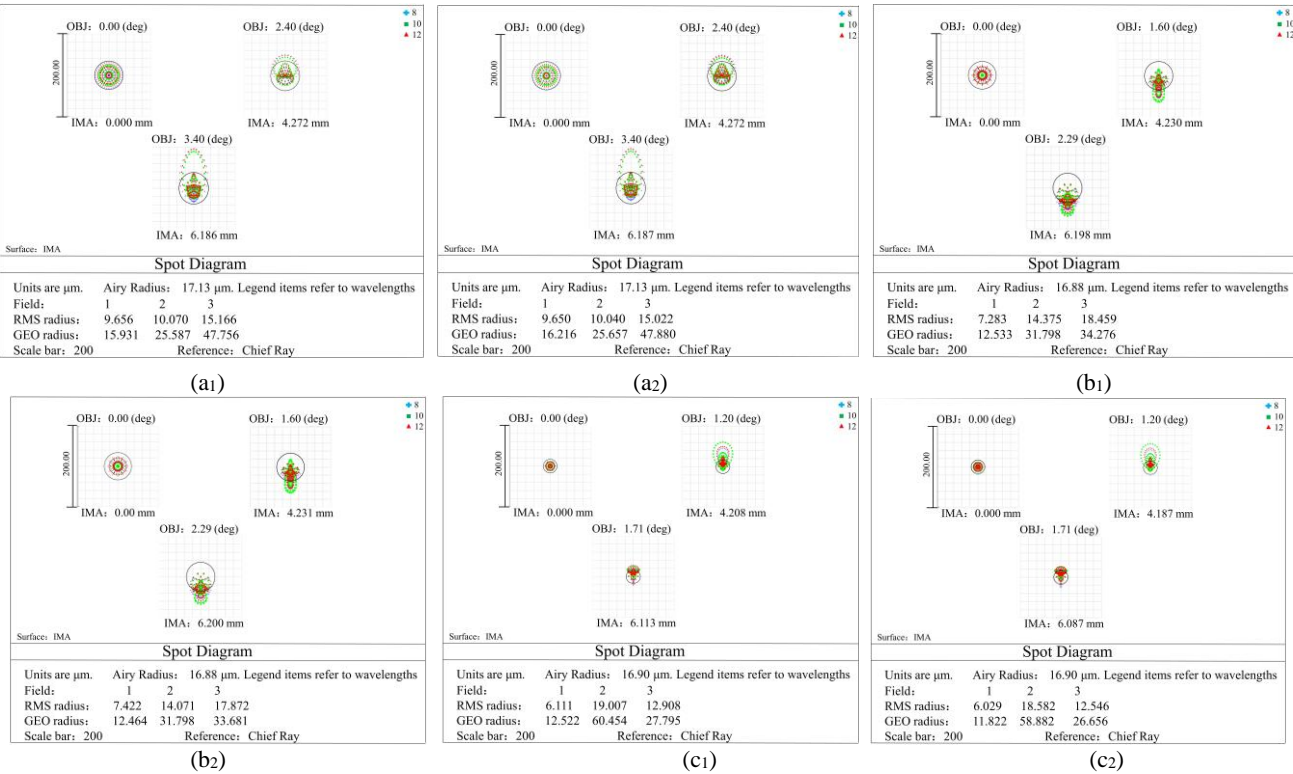 8
10
12
OBJ: 0.00 (deg)
OBJ: 2.40 (deg)
200.00
IMA: 0.000 mm
IMA: 4.272 mm
OBJ: 3.40 (deg)
IMA: 6.186 mm
Surface: IMA
Spot Diagram
Units are μm. Airy Radius: 17.13 μm. Legend items refer to wavelengths
Field: 1 2 3
RMS radius: 9.656 10.070 15.166
GEO radius: 15.931 25.587 47.756
Scale bar: 200 Reference: Chief Ray
(a1)
8
10
12
OBJ: 0.00 (deg)
OBJ: 2.40 (deg)
200.00
IMA: 0.000 mm
IMA: 4.272 mm
OBJ: 3.40 (deg)
IMA: 6.187 mm
Surface: IMA
Spot Diagram
Units are μm. Airy Radius: 17.13 μm. Legend items refer to wavelengths
Field: 1 2 3
RMS radius: 9.650 10.040 15.022
GEO radius: 16.216 25.657 47.880
Scale bar: 200 Reference: Chief Ray
(a2)
8
10
12
OBJ: 0.00 (deg)
OBJ: 1.60 (deg)
200.00
IMA: 0.00 mm
IMA: 4.230 mm
OBJ: 2.29 (deg)
IMA: 6.198 mm
Surface: IMA
Spot Diagram
Units are μm. Airy Radius: 16.88 μm. Legend items refer to wavelengths
Field: 1 2 3
RMS radius: 7.283 14.375 18.459
GEO radius: 12.533 31.798 34.276
Scale bar: 200 Reference: Chief Ray
(b1)
8
10
12
OBJ: 0.00 (deg)
OBJ: 1.60 (deg)
200.00
IMA: 0.00 mm
IMA: 4.231 mm
OBJ: 2.29 (deg)
IMA: 6.200 mm
Surface: IMA
Spot Diagram
Units are μm. Airy Radius: 16.88 μm. Legend items refer to wavelengths
Field: 1 2 3
RMS radius: 7.422 14.071 17.872
GEO radius: 12.464 31.798 33.681
Scale bar: 200 Reference: Chief Ray
(b2)
8
10
12
OBJ: 0.00 (deg)
OBJ: 1.20 (deg)
200.00
IMA: 0.000 mm
IMA: 4.208 mm
OBJ: 1.71 (deg)
IMA: 6.113 mm
Surface: IMA
Spot Diagram
Units are μm. Airy Radius: 16.90 μm. Legend items refer to wavelengths
Field: 1 2 3
RMS radius: 6.111 19.007 12.908
GEO radius: 12.522 60.454 27.795
Scale bar: 200 Reference: Chief Ray
(c1)
8
10
12
OBJ: 0.00 (deg)
OBJ: 1.20 (deg)
200.00
IMA: 0.000 mm
IMA: 4.187 mm
OBJ: 1.71 (deg)
IMA: 6.087 mm
Surface: IMA
Spot Diagram
Units are μm. Airy Radius: 16.90 μm. Legend items refer to wavelengths
Field: 1 2 3
RMS radius: 6.029 18.582 12.546
GEO radius: 11.822 58.882 26.656
Scale bar: 200 Reference: Chief Ray
(c2)